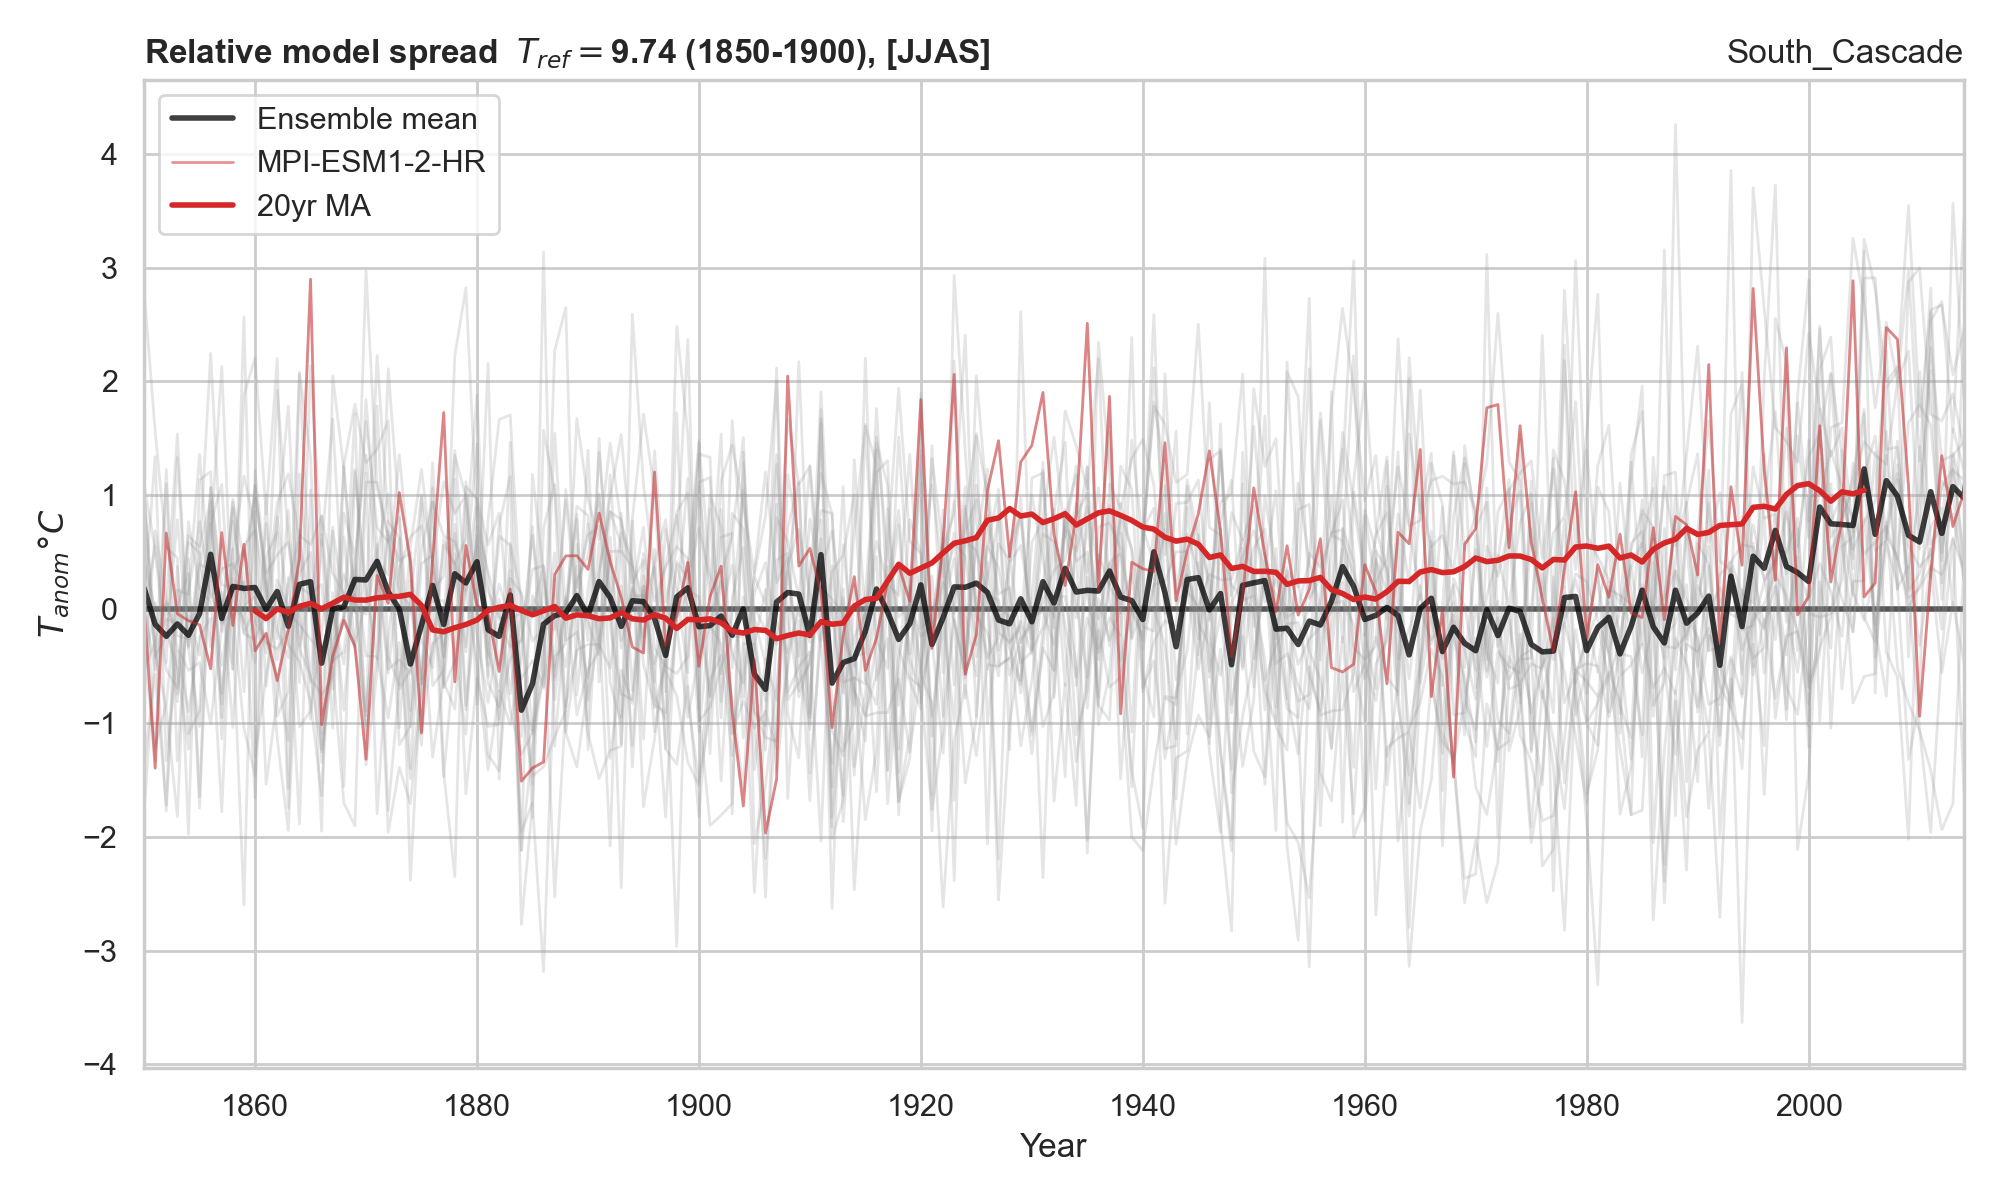 Relative model spread T_ref = 9.74 (1850-1900), [JJAS]
South_Cascade
Ensemble mean
MPI-ESM1-2-HR
20yr MA
T_anom °C
4
3
2
1
0
−1
−2
−3
−4
1860 1880 1900 1920 1940 1960 1980 2000
Year